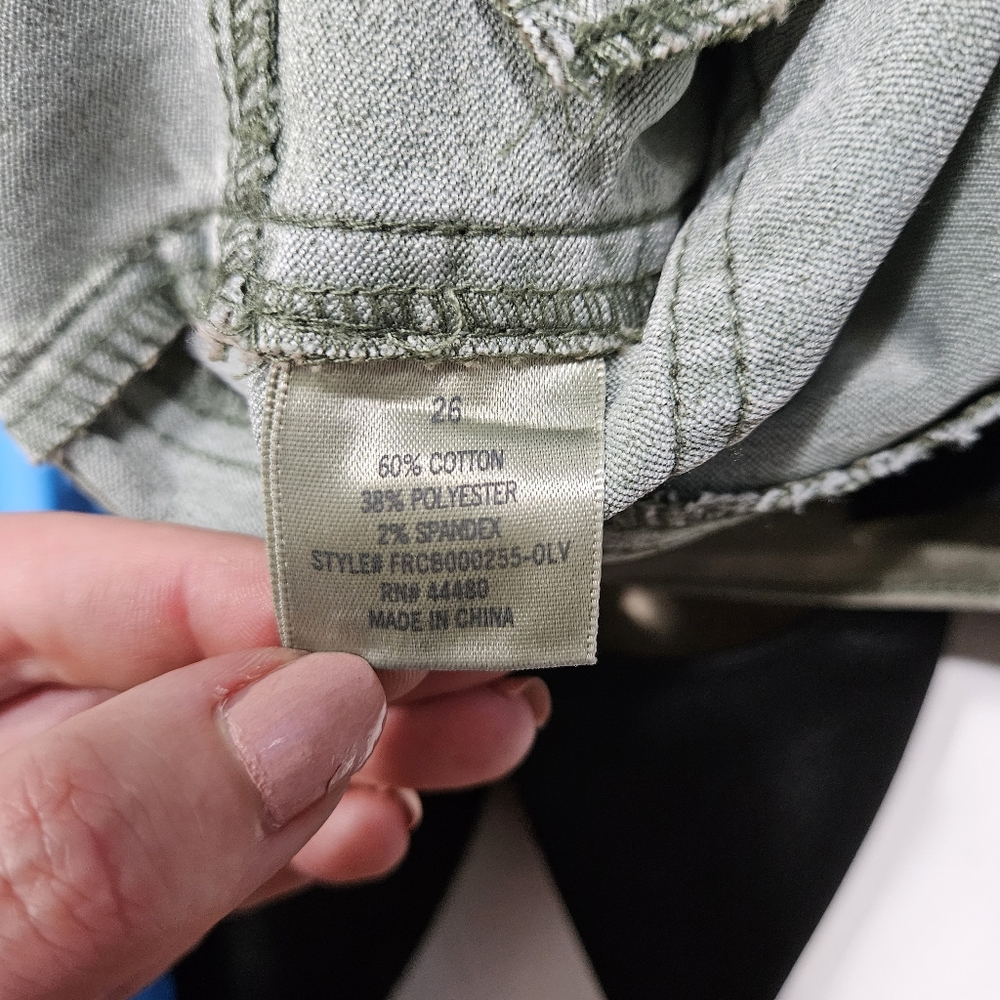 26
60% COTTON
38% POLYESTER
2% SPANDEX
STYLE# FRCB000255-OLV
RN# 44480
MADE IN CHINA